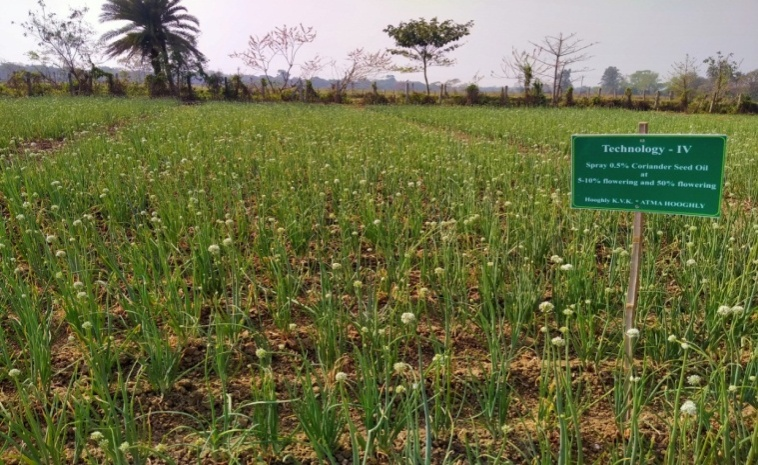 Technology - IV
Spray 0.5% Coriander Seed Oil
at
5-10% flowering and 50% flowering
Hooghly K.V.K. * ATMA HOOGHLY